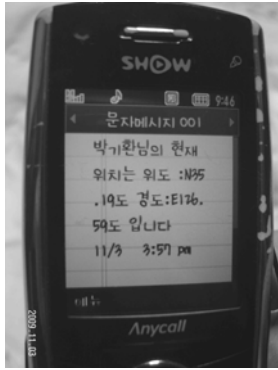 SHOW
9:46
문자메시지 001
박기환님의 현재
위치는 위도 :N35
.19도 경도:E126.
59도 입니다
11/3 3:57 pm
메뉴
Anycall
2009.11.03